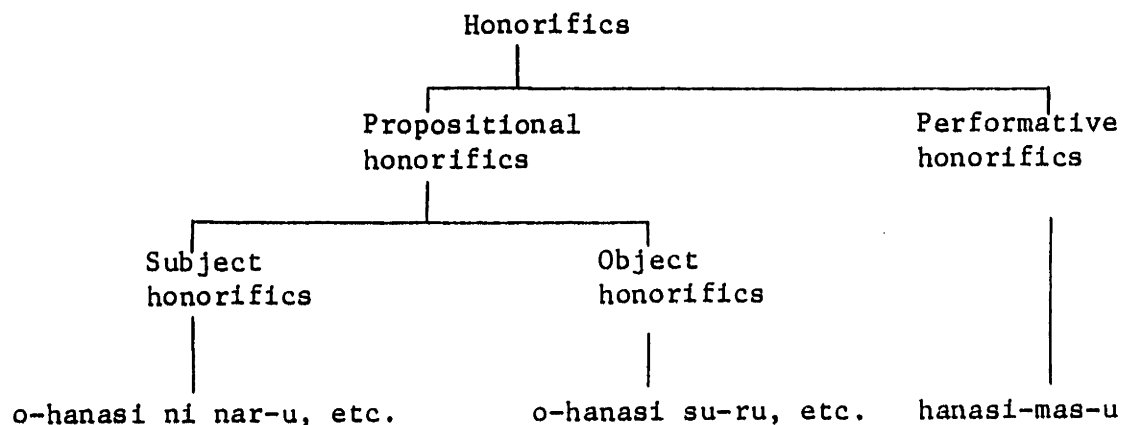 Honorifics
Propositional
honorifics
Performative
honorifics
Subject
honorifics
Object
honorifics
o-hanasi ni nar-u, etc.
o-hanasi su-ru, etc.
hanasi-mas-u